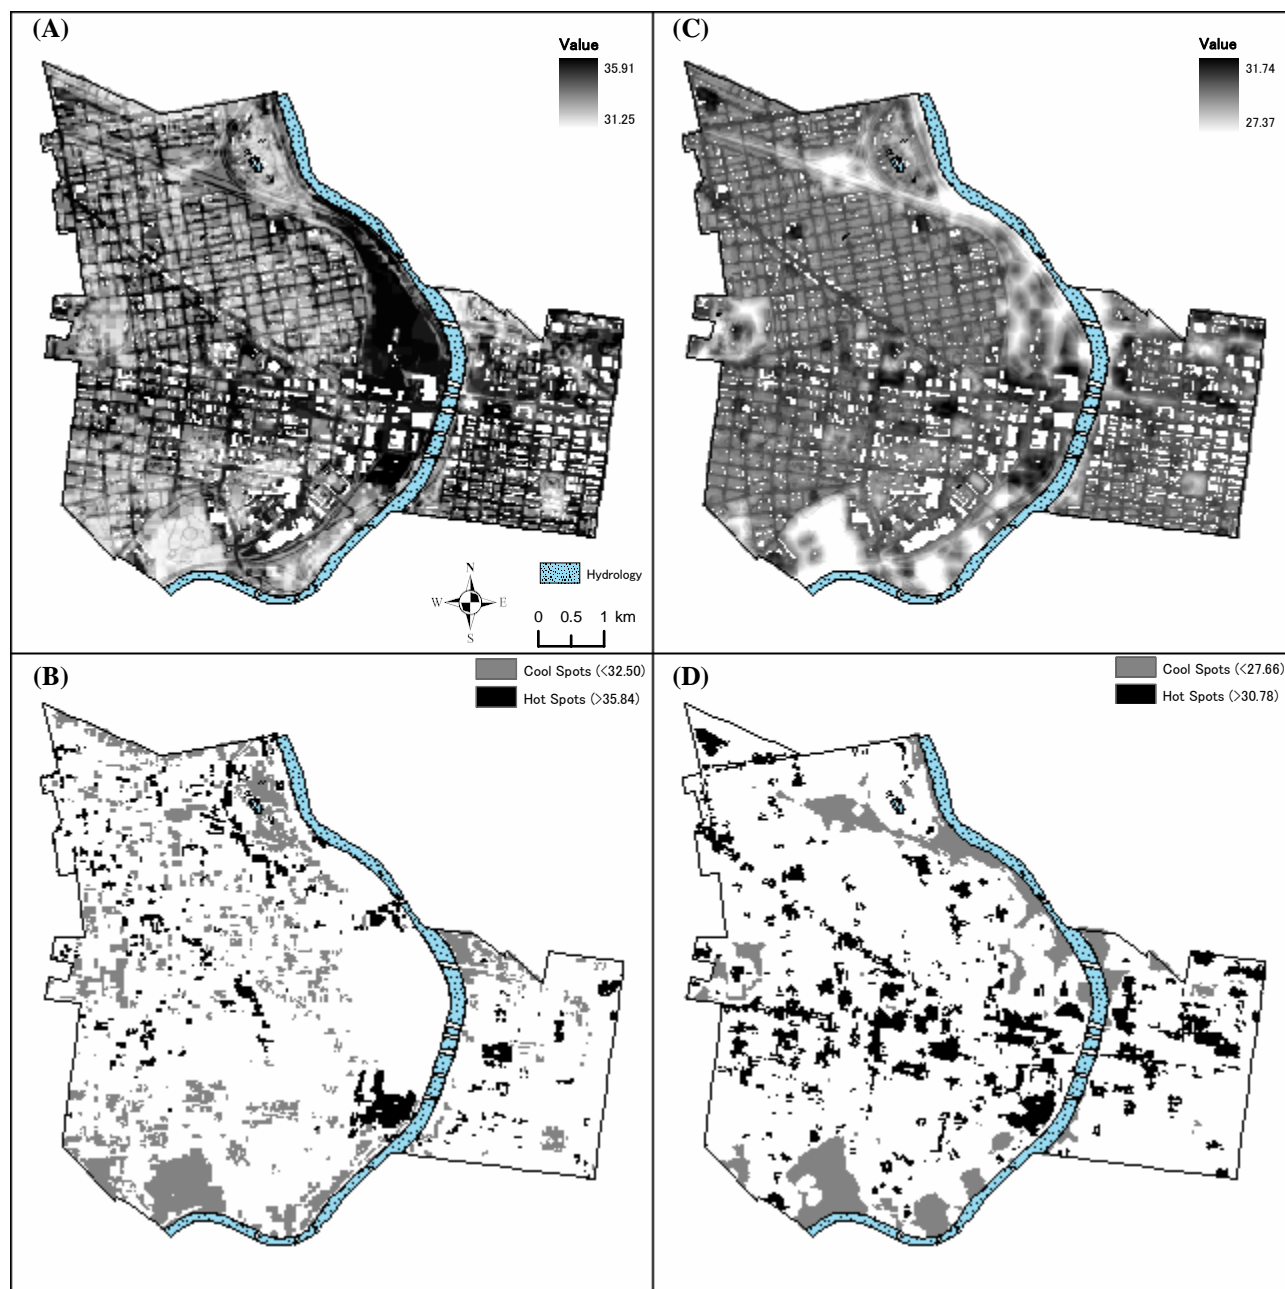 (A)
Value
35.91
31.25
N
W E
S
Hydrology
0 0.5 1 km
(C)
Value
31.74
27.37
(B)
Cool Spots (<32.50)
Hot Spots (>35.84)
(D)
Cool Spots (<27.66)
Hot Spots (>30.78)